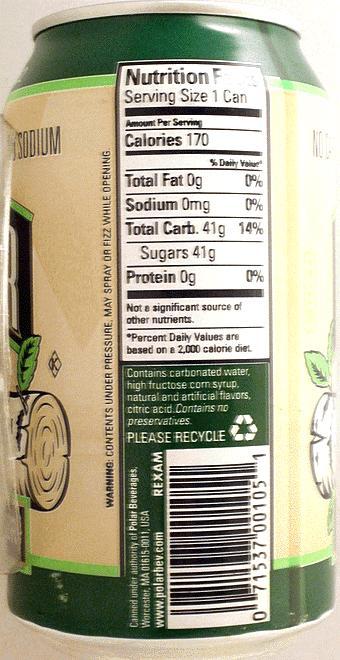 SODIUM
WARNING: CONTENTS UNDER PRESSURE. MAY SPRAY OR FIZZ WHILE OPENING.
Nutrition
Serving Size 1 Can
Amount Per Serving
Calories 170
% Daily Value*
Total Fat 0g 0%
Sodium 0mg 0%
Total Carb. 41g 14%
Sugars 41g
Protein 0g 0%
Not a significant source of
other nutrients.
*Percent Daily Values are
based on a 2,000 calorie diet.
Contains carbonated water,
high fructose corn syrup,
natural and artificial flavors,
citric acid. Contains no
preservatives.
PLEASE RECYCLE
Canned under authority of Polar Beverages,
Worcester, MA 01615-0011, USA
www.polarbev.com
REXAM
0 71537 00105 1
NO